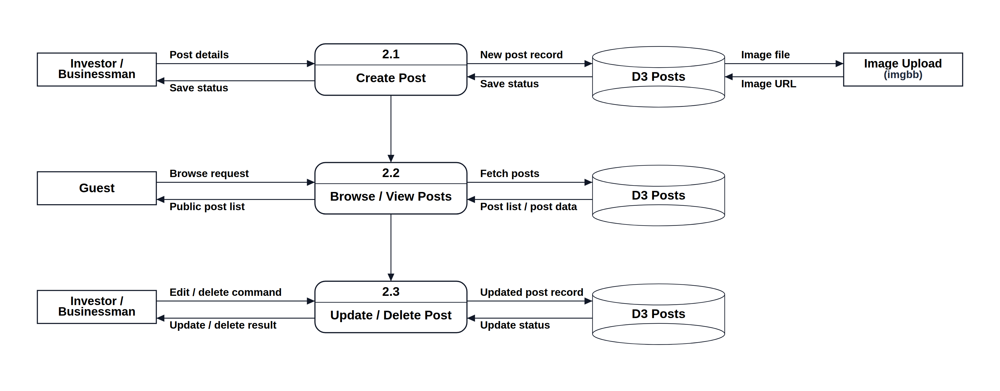 Post details
2.1
New post record
Image file
Investor /
Businessman
Image Upload
(imgbb)
Create Post
D3 Posts
Save status
Save status
Image URL
Browse request
2.2
Fetch posts
Guest
Browse / View Posts
D3 Posts
Public post list
Post list / post data
Edit / delete command
2.3
Updated post record
Investor /
Businessman
Update / Delete Post
D3 Posts
Update / delete result
Update status